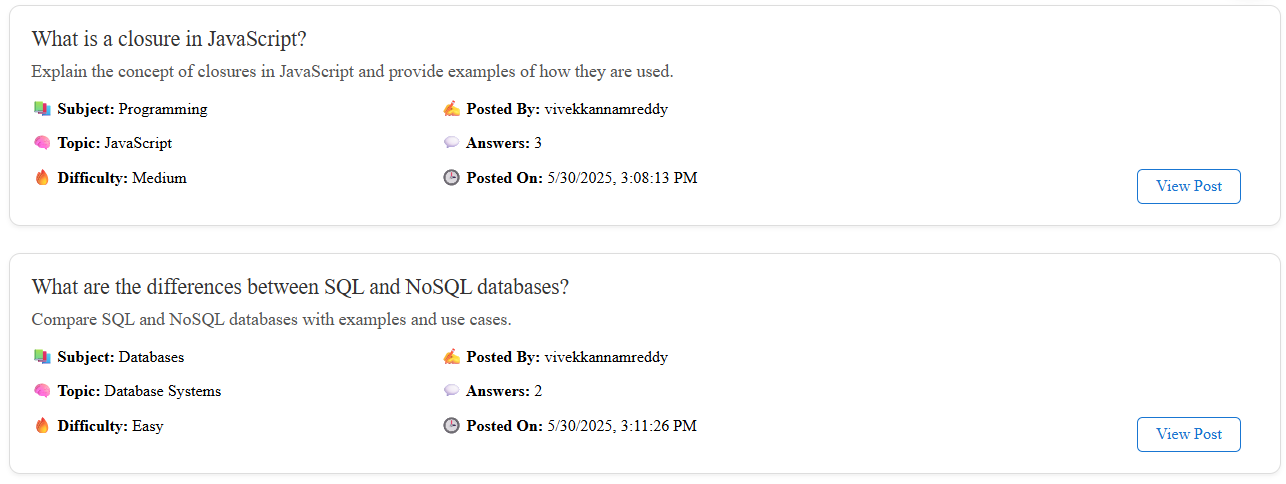 What is a closure in JavaScript?
Explain the concept of closures in JavaScript and provide examples of how they are used.
Subject: Programming
Posted By: vivekkannamreddy
Topic: JavaScript
Answers: 3
Difficulty: Medium
Posted On: 5/30/2025, 3:08:13 PM
View Post
What are the differences between SQL and NoSQL databases?
Compare SQL and NoSQL databases with examples and use cases.
Subject: Databases
Posted By: vivekkannamreddy
Topic: Database Systems
Answers: 2
Difficulty: Easy
Posted On: 5/30/2025, 3:11:26 PM
View Post